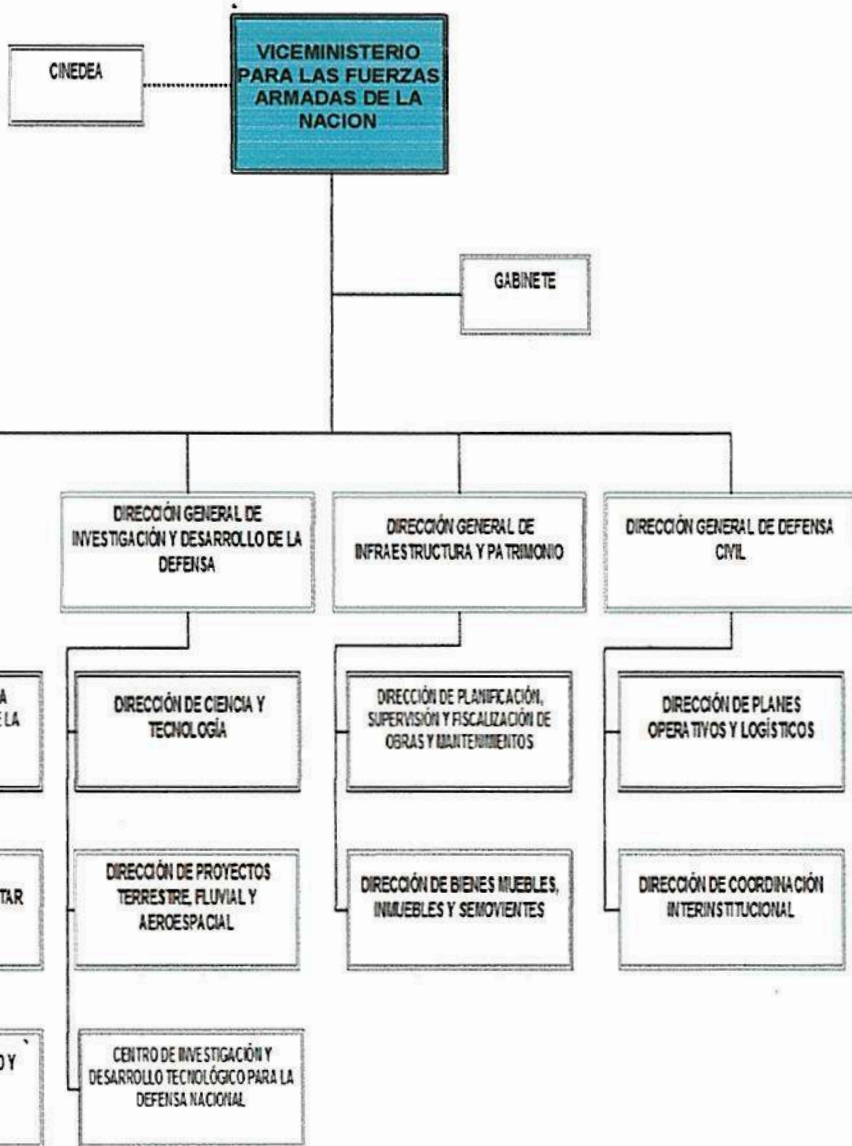 CINEDEA
VICEMINISTERIO
PARA LAS FUERZAS
ARMADAS DE LA
NACION
GABINETE
DIRECCIÓN GENERAL DE
INVESTIGACIÓN Y DESARROLLO DE LA
DEFENSA
DIRECCIÓN GENERAL DE
INFRAESTRUCTURA Y PATRIMONIO
DIRECCIÓN GENERAL DE DEFENSA
CIVIL
A
LA
DIRECCIÓN DE CIENCIA Y
TECNOLOGÍA
DIRECCIÓN DE PLANIFICACIÓN,
SUPERVISIÓN Y FISCALIZACIÓN DE
OBRAS Y MANTENIMIENTOS
DIRECCIÓN DE PLANES
OPERATIVOS Y LOGÍSTICOS
TAR
DIRECCIÓN DE PROYECTOS
TERRESTRE, FLUVIAL Y
AEROESPACIAL
DIRECCIÓN DE BIENES MUEBLES,
INMUEBLES Y SEMOVIENTES
DIRECCIÓN DE COORDINACIÓN
INTERINSTITUCIONAL
O Y
CENTRO DE INVESTIGACIÓN Y
DESARROLLO TECNOLÓGICO PARA LA
DEFENSA NACIONAL